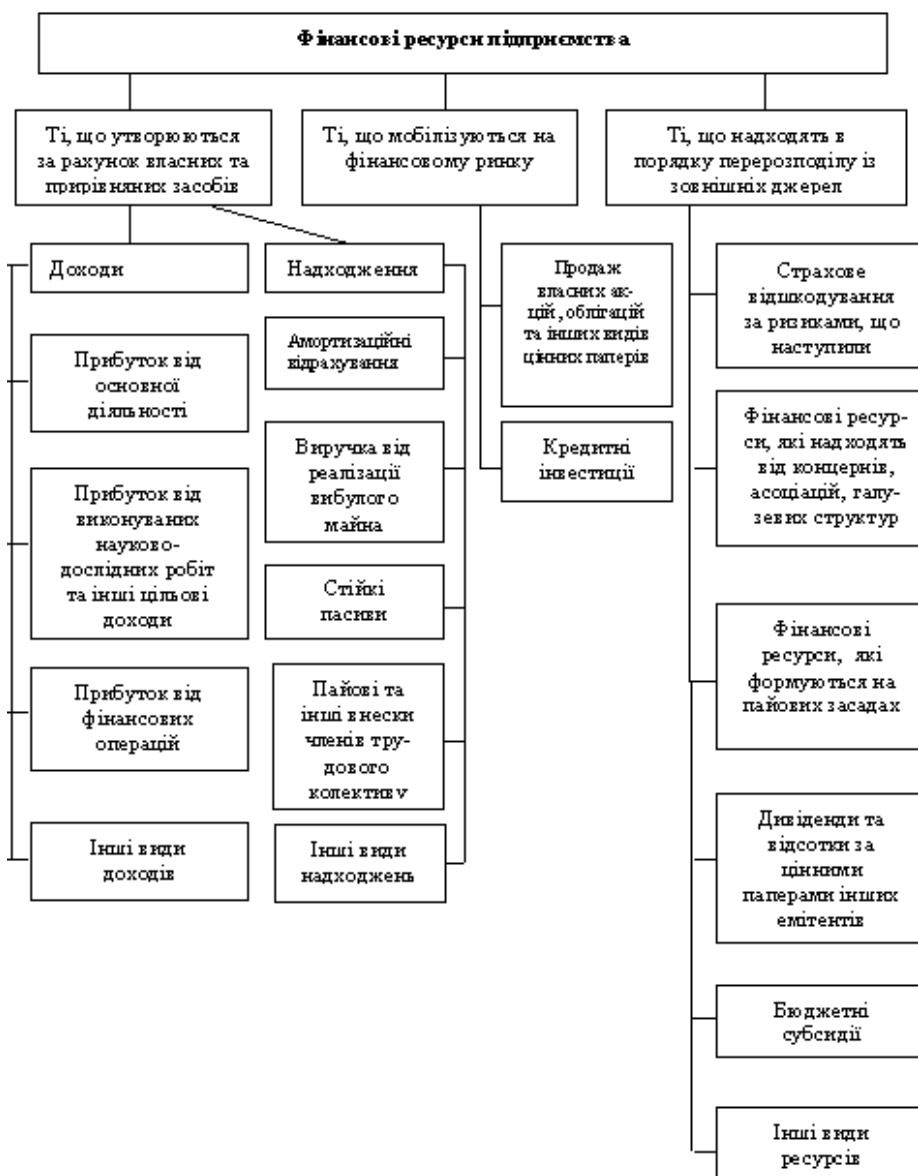 Фінансові ресурси підприємства
Ті, що утворюються
за рахунок власних та
прирівняних засобів
Ті, що мобілізуються на
фінансовому ринку
Ті, що надходять в
порядку перерозподілу із
зовнішніх джерел
Доходи
Прибуток від
основної
діяльності
Прибуток від
виконуваних
науково-
дослідних робіт
та інші цільові
доходи
Прибуток від
фінансових
операцій
Інші види
доходів
Надходження
Амортизаційні
відрахування
Виручка від
реалізації
вибулого
майна
Стійкі
пасиви
Пайові та
інші внески
членів тру-
дового
колективу
Інші види
надходжень
Продаж
власних ак-
цій, облігацій
та інших видів
цінних паперів
Кредитні
інвестиції
Страхове
відшкодування
за ризиками, що
наступили
Фінансові ресур-
си, які надходять
від концернів,
асоціацій, галу-
зевих структур
Фінансові
ресурси, які
формуються на
пайових засадах
Дивіденди та
відсотки за
цінними
паперами інших
емітентів
Бюджетні
субсидії
Інші види
ресурсів